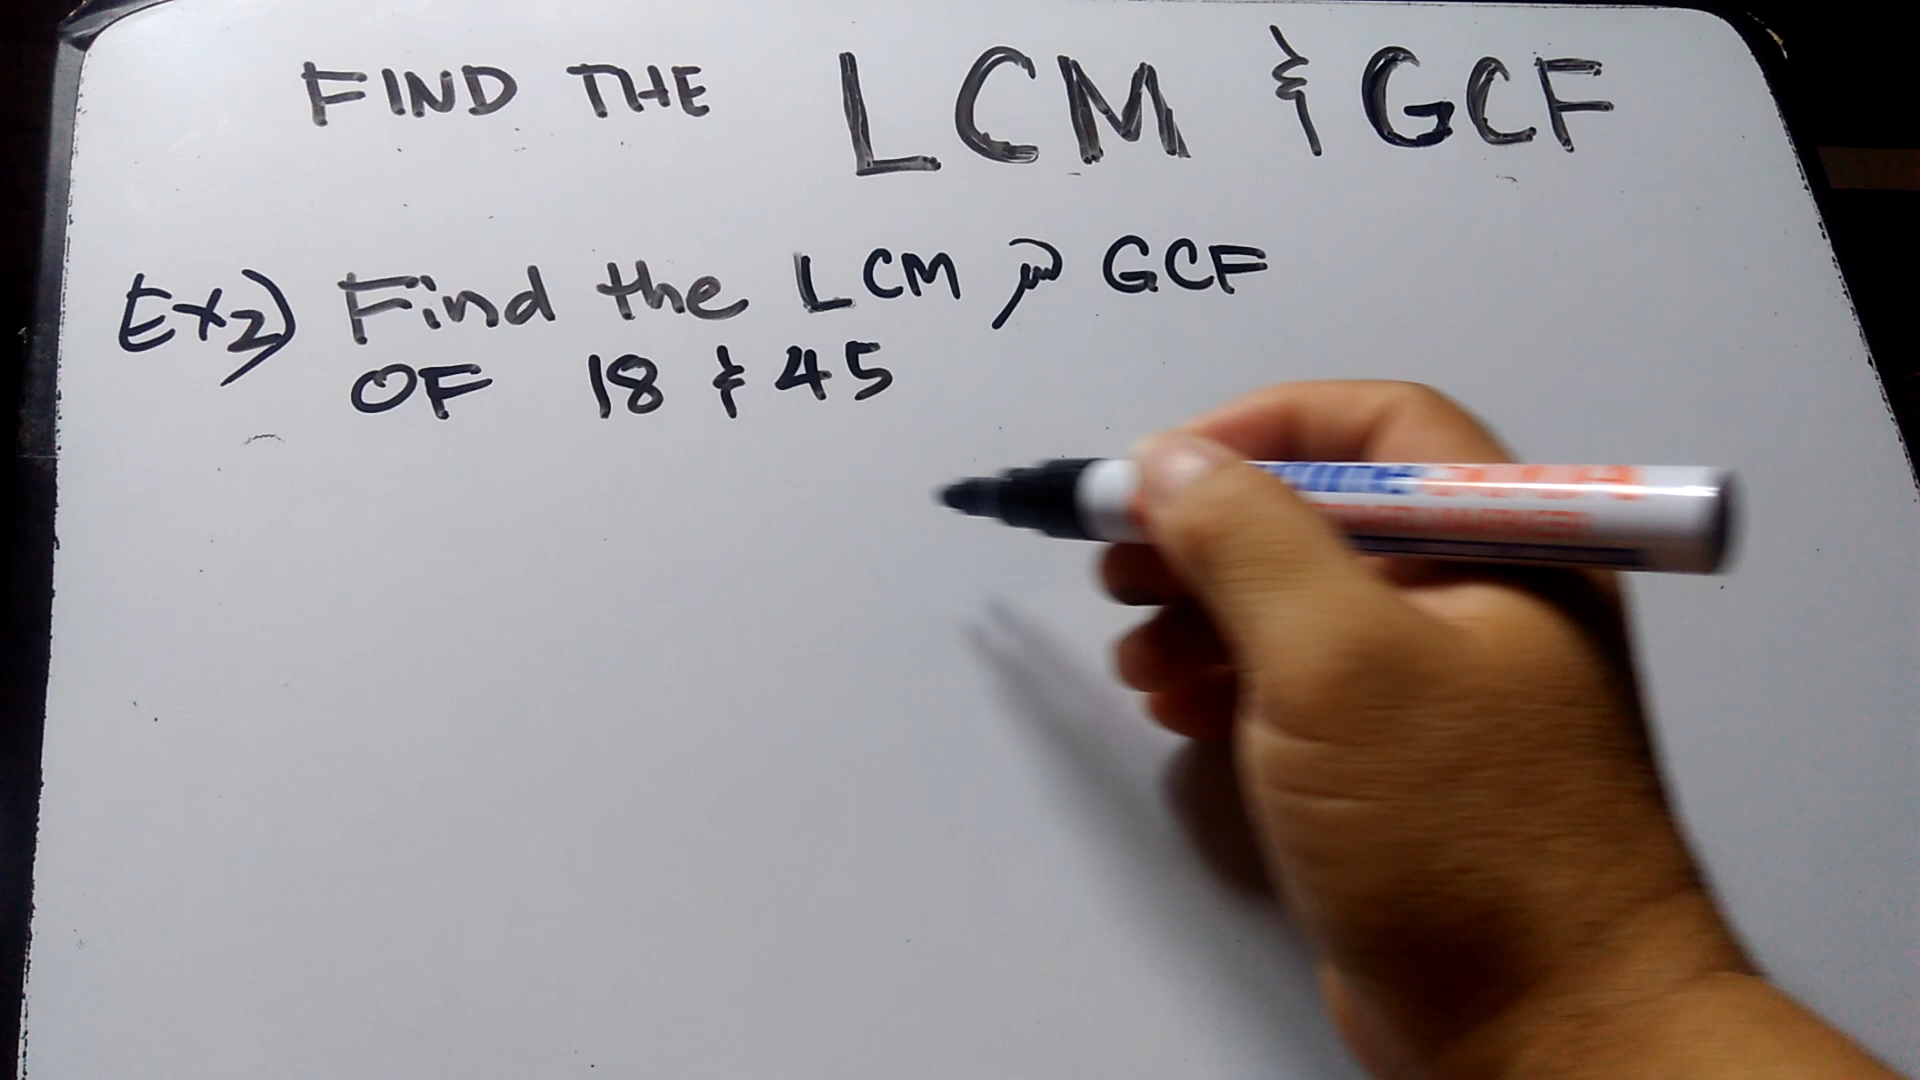 FIND THE LCM & GCF
Ex2) Find the LCM GCF
OF 18 & 45